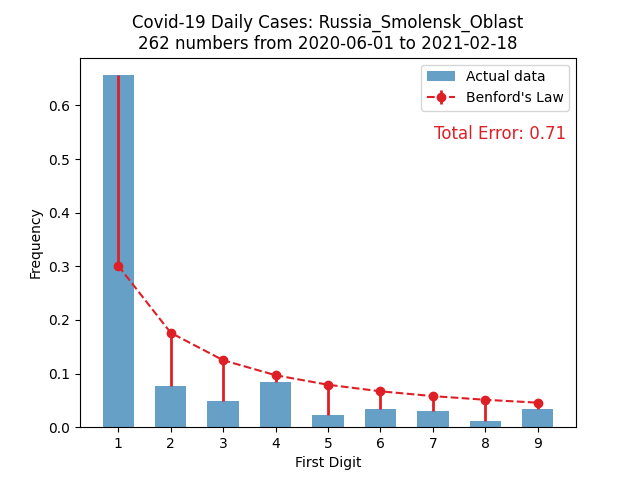 Covid-19 Daily Cases: Russia_Smolensk_Oblast
262 numbers from 2020-06-01 to 2021-02-18
Actual data
Benford's Law
Total Error: 0.71
Frequency
0.6
0.5
0.4
0.3
0.2
0.1
0.0
1 2 3 4 5 6 7 8 9
First Digit